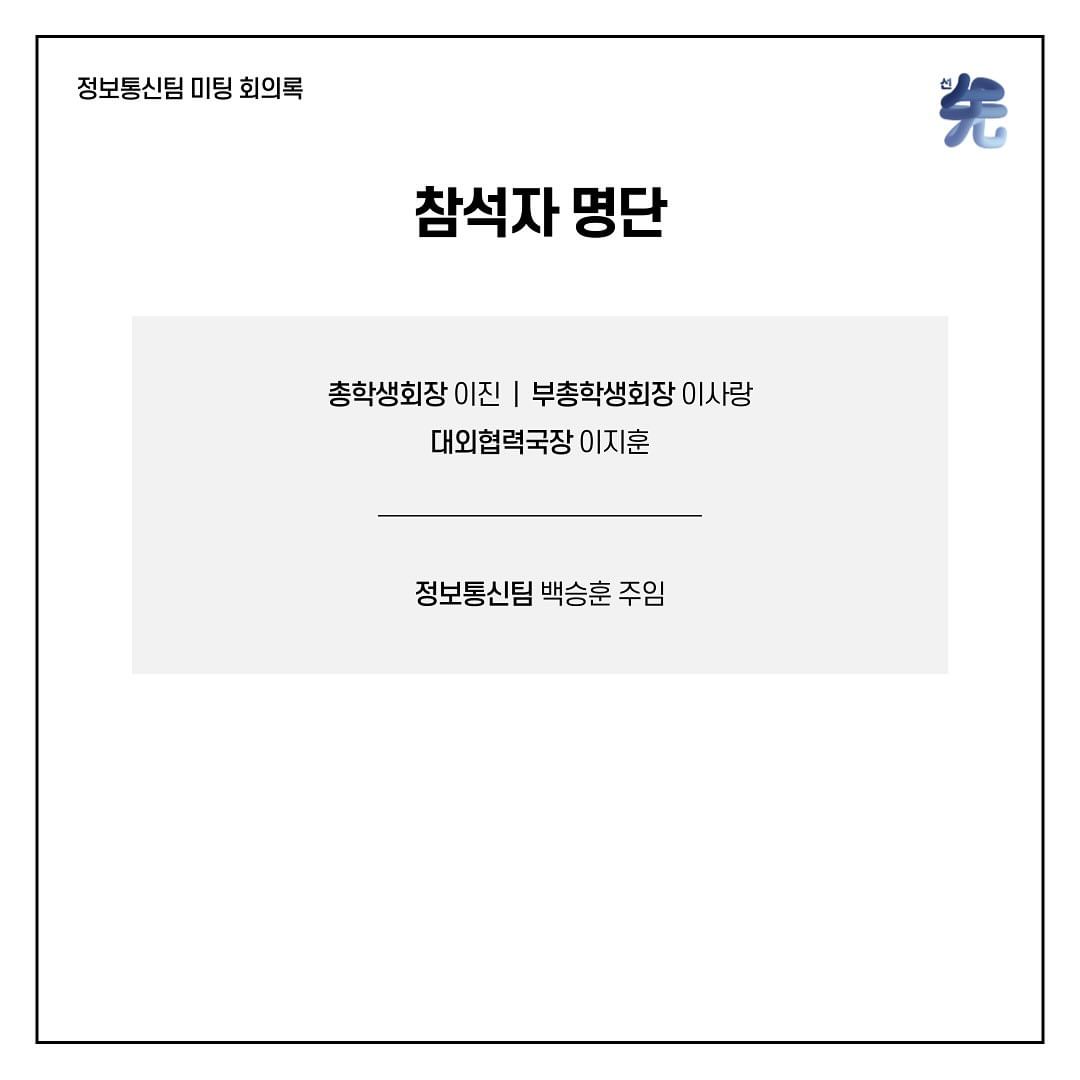 정보통신팀 미팅 회의록
선
先
참석자 명단
총학생회장 이진 | 부총학생회장 이사랑
대외협력국장 이지훈
정보통신팀 백승훈 주임